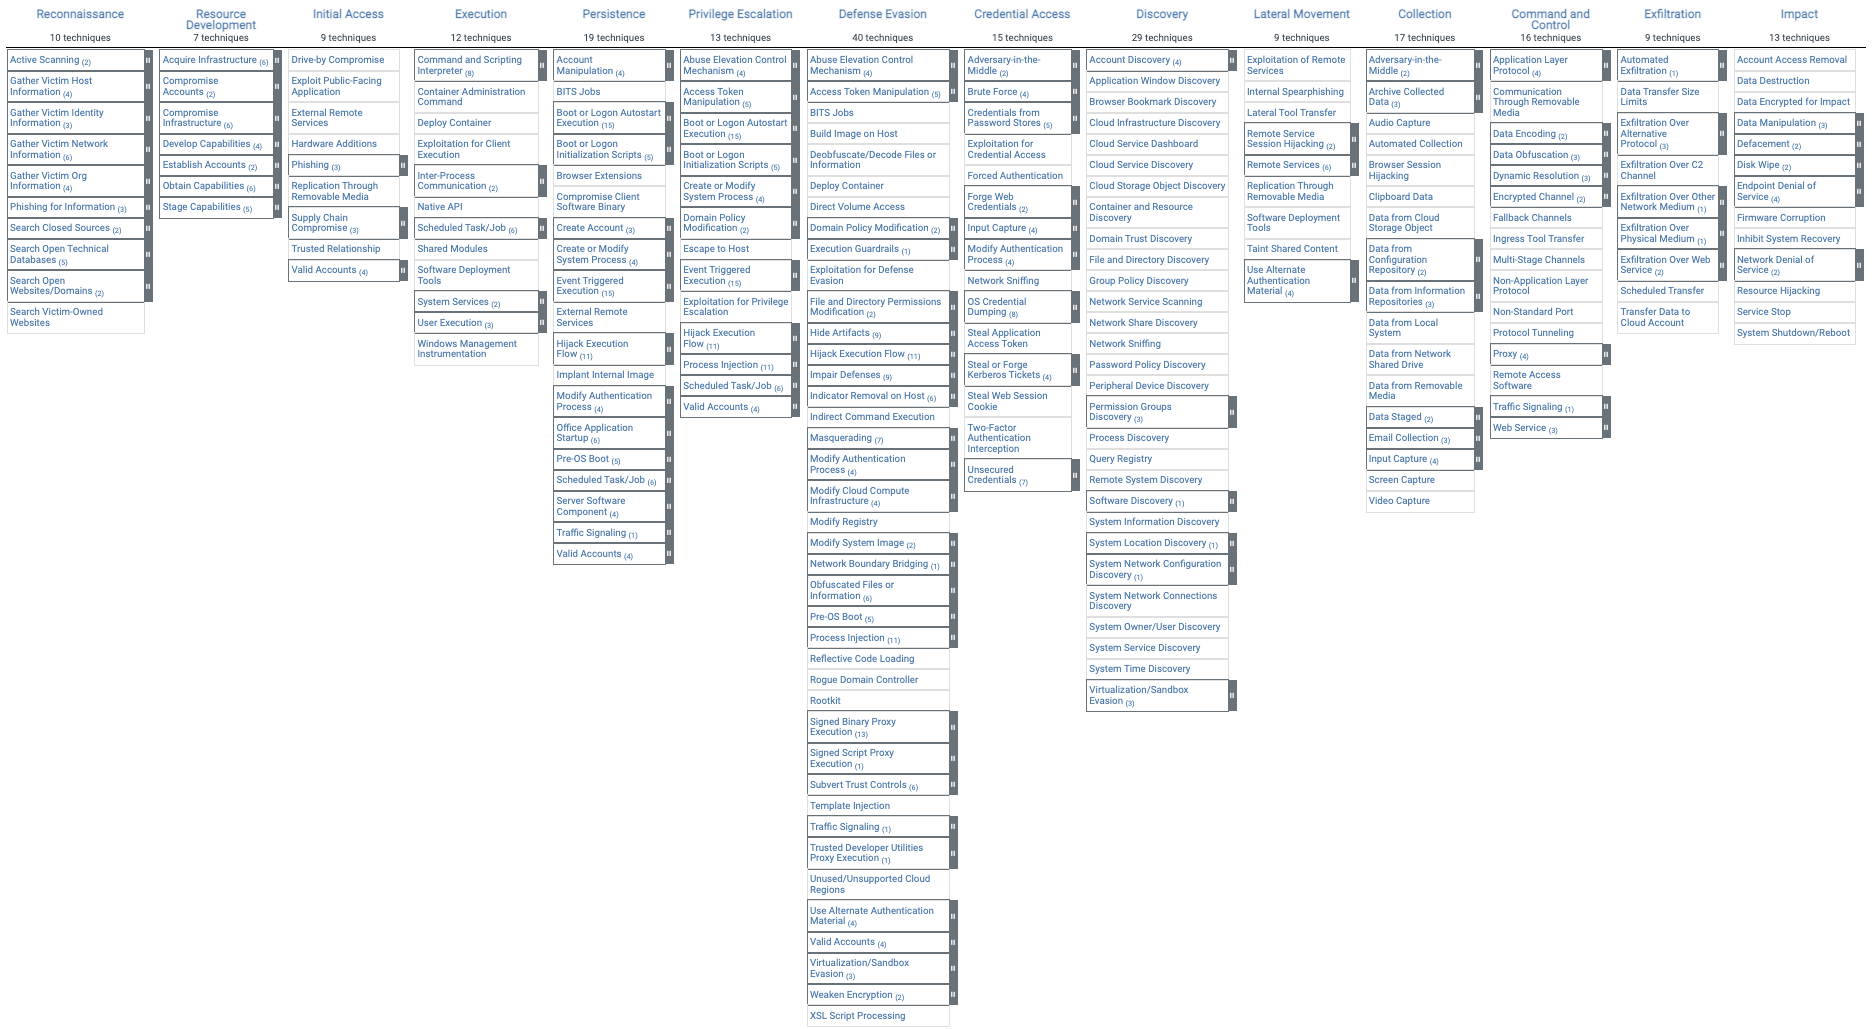 Reconnaissance
10 techniques
Active Scanning (2)
Gather Victim Host
Information (4)
Gather Victim Identity
Information (3)
Gather Victim Network
Information (6)
Gather Victim Org
Information (4)
Phishing for Information (3)
Search Closed Sources (2)
Search Open Technical
Databases (5)
Search Open
Websites/Domains (2)
Search Victim-Owned
Websites
Resource
Development
7 techniques
Acquire Infrastructure (6)
Compromise
Accounts (2)
Compromise
Infrastructure (6)
Develop Capabilities (4)
Establish Accounts (2)
Obtain Capabilities (6)
Stage Capabilities (5)
Initial Access
9 techniques
Drive-by Compromise
Exploit Public-Facing
Application
External Remote
Services
Hardware Additions
Phishing (3)
Replication Through
Removable Media
Supply Chain
Compromise (3)
Trusted Relationship
Valid Accounts (4)
Execution
12 techniques
Command and Scripting
Interpreter (8)
Container Administration
Command
Deploy Container
Exploitation for Client
Execution
Inter-Process
Communication (2)
Native API
Scheduled Task/Job (6)
Shared Modules
Software Deployment
Tools
System Services (2)
User Execution (3)
Windows Management
Instrumentation
Persistence
19 techniques
Account
Manipulation (4)
BITS Jobs
Boot or Logon Autostart
Execution (15)
Boot or Logon
Initialization Scripts (5)
Browser Extensions
Compromise Client
Software Binary
Create Account (3)
Create or Modify
System Process (4)
Event Triggered
Execution (15)
External Remote
Services
Hijack Execution
Flow (11)
Implant Internal Image
Modify Authentication
Process (4)
Office Application
Startup (6)
Pre-OS Boot (5)
Scheduled Task/Job (6)
Server Software
Component (4)
Traffic Signaling (1)
Valid Accounts (4)
Privilege Escalation
13 techniques
Abuse Elevation Control
Mechanism (4)
Access Token
Manipulation (5)
Boot or Logon Autostart
Execution (15)
Boot or Logon
Initialization Scripts (5)
Create or Modify
System Process (4)
Domain Policy
Modification (2)
Escape to Host
Event Triggered
Execution (15)
Exploitation for Privilege
Escalation
Hijack Execution
Flow (11)
Process Injection (11)
Scheduled Task/Job (6)
Valid Accounts (4)
Defense Evasion
40 techniques
Abuse Elevation Control
Mechanism (4)
Access Token Manipulation (5)
BITS Jobs
Build Image on Host
Deobfuscate/Decode Files or
Information
Deploy Container
Direct Volume Access
Domain Policy Modification (2)
Execution Guardrails (1)
Exploitation for Defense
Evasion
File and Directory Permissions
Modification (2)
Hide Artifacts (9)
Hijack Execution Flow (11)
Impair Defenses (9)
Indicator Removal on Host (6)
Indirect Command Execution
Masquerading (7)
Modify Authentication
Process (4)
Modify Cloud Compute
Infrastructure (4)
Modify Registry
Modify System Image (2)
Network Boundary Bridging (1)
Obfuscated Files or
Information (6)
Pre-OS Boot (5)
Process Injection (11)
Reflective Code Loading
Rogue Domain Controller
Rootkit
Signed Binary Proxy
Execution (13)
Signed Script Proxy
Execution (1)
Subvert Trust Controls (6)
Template Injection
Traffic Signaling (1)
Trusted Developer Utilities
Proxy Execution (1)
Unused/Unsupported Cloud
Regions
Use Alternate Authentication
Material (4)
Valid Accounts (4)
Virtualization/Sandbox
Evasion (3)
Weaken Encryption (2)
XSL Script Processing
Credential Access
15 techniques
Adversary-in-the-
Middle (2)
Brute Force (4)
Credentials from
Password Stores (5)
Exploitation for
Credential Access
Forced Authentication
Forge Web
Credentials (2)
Input Capture (4)
Modify Authentication
Process (4)
Network Sniffing
OS Credential
Dumping (8)
Steal Application
Access Token
Steal or Forge
Kerberos Tickets (4)
Steal Web Session
Cookie
Two-Factor
Authentication
Interception
Unsecured
Credentials (7)
Discovery
29 techniques
Account Discovery (4)
Application Window Discovery
Browser Bookmark Discovery
Cloud Infrastructure Discovery
Cloud Service Dashboard
Cloud Service Discovery
Cloud Storage Object Discovery
Container and Resource
Discovery
Domain Trust Discovery
File and Directory Discovery
Group Policy Discovery
Network Service Scanning
Network Share Discovery
Network Sniffing
Password Policy Discovery
Peripheral Device Discovery
Permission Groups
Discovery (3)
Process Discovery
Query Registry
Remote System Discovery
Software Discovery (1)
System Information Discovery
System Location Discovery (1)
System Network Configuration
Discovery (1)
System Network Connections
Discovery
System Owner/User Discovery
System Service Discovery
System Time Discovery
Virtualization/Sandbox
Evasion (3)
Lateral Movement
9 techniques
Exploitation of Remote
Services
Internal Spearphishing
Lateral Tool Transfer
Remote Service
Session Hijacking (2)
Remote Services (6)
Replication Through
Removable Media
Software Deployment
Tools
Taint Shared Content
Use Alternate
Authentication
Material (4)
Collection
17 techniques
Adversary-in-the-
Middle (2)
Archive Collected
Data (3)
Audio Capture
Automated Collection
Browser Session
Hijacking
Clipboard Data
Data from Cloud
Storage Object
Data from
Configuration
Repository (2)
Data from Information
Repositories (3)
Data from Local
System
Data from Network
Shared Drive
Data from Removable
Media
Data Staged (2)
Email Collection (3)
Input Capture (4)
Screen Capture
Video Capture
Command and
Control
16 techniques
Application Layer
Protocol (4)
Communication
Through Removable
Media
Data Encoding (2)
Data Obfuscation (3)
Dynamic Resolution (3)
Encrypted Channel (2)
Fallback Channels
Ingress Tool Transfer
Multi-Stage Channels
Non-Application Layer
Protocol
Non-Standard Port
Protocol Tunneling
Proxy (4)
Remote Access
Software
Traffic Signaling (1)
Web Service (3)
Exfiltration
9 techniques
Automated
Exfiltration (1)
Data Transfer Size
Limits
Exfiltration Over
Alternative
Protocol (3)
Exfiltration Over C2
Channel
Exfiltration Over Other
Network Medium (1)
Exfiltration Over
Physical Medium (1)
Exfiltration Over Web
Service (2)
Scheduled Transfer
Transfer Data to
Cloud Account
Impact
13 techniques
Account Access Removal
Data Destruction
Data Encrypted for Impact
Data Manipulation (3)
Defacement (2)
Disk Wipe (2)
Endpoint Denial of
Service (4)
Firmware Corruption
Inhibit System Recovery
Network Denial of
Service (2)
Resource Hijacking
Service Stop
System Shutdown/Reboot